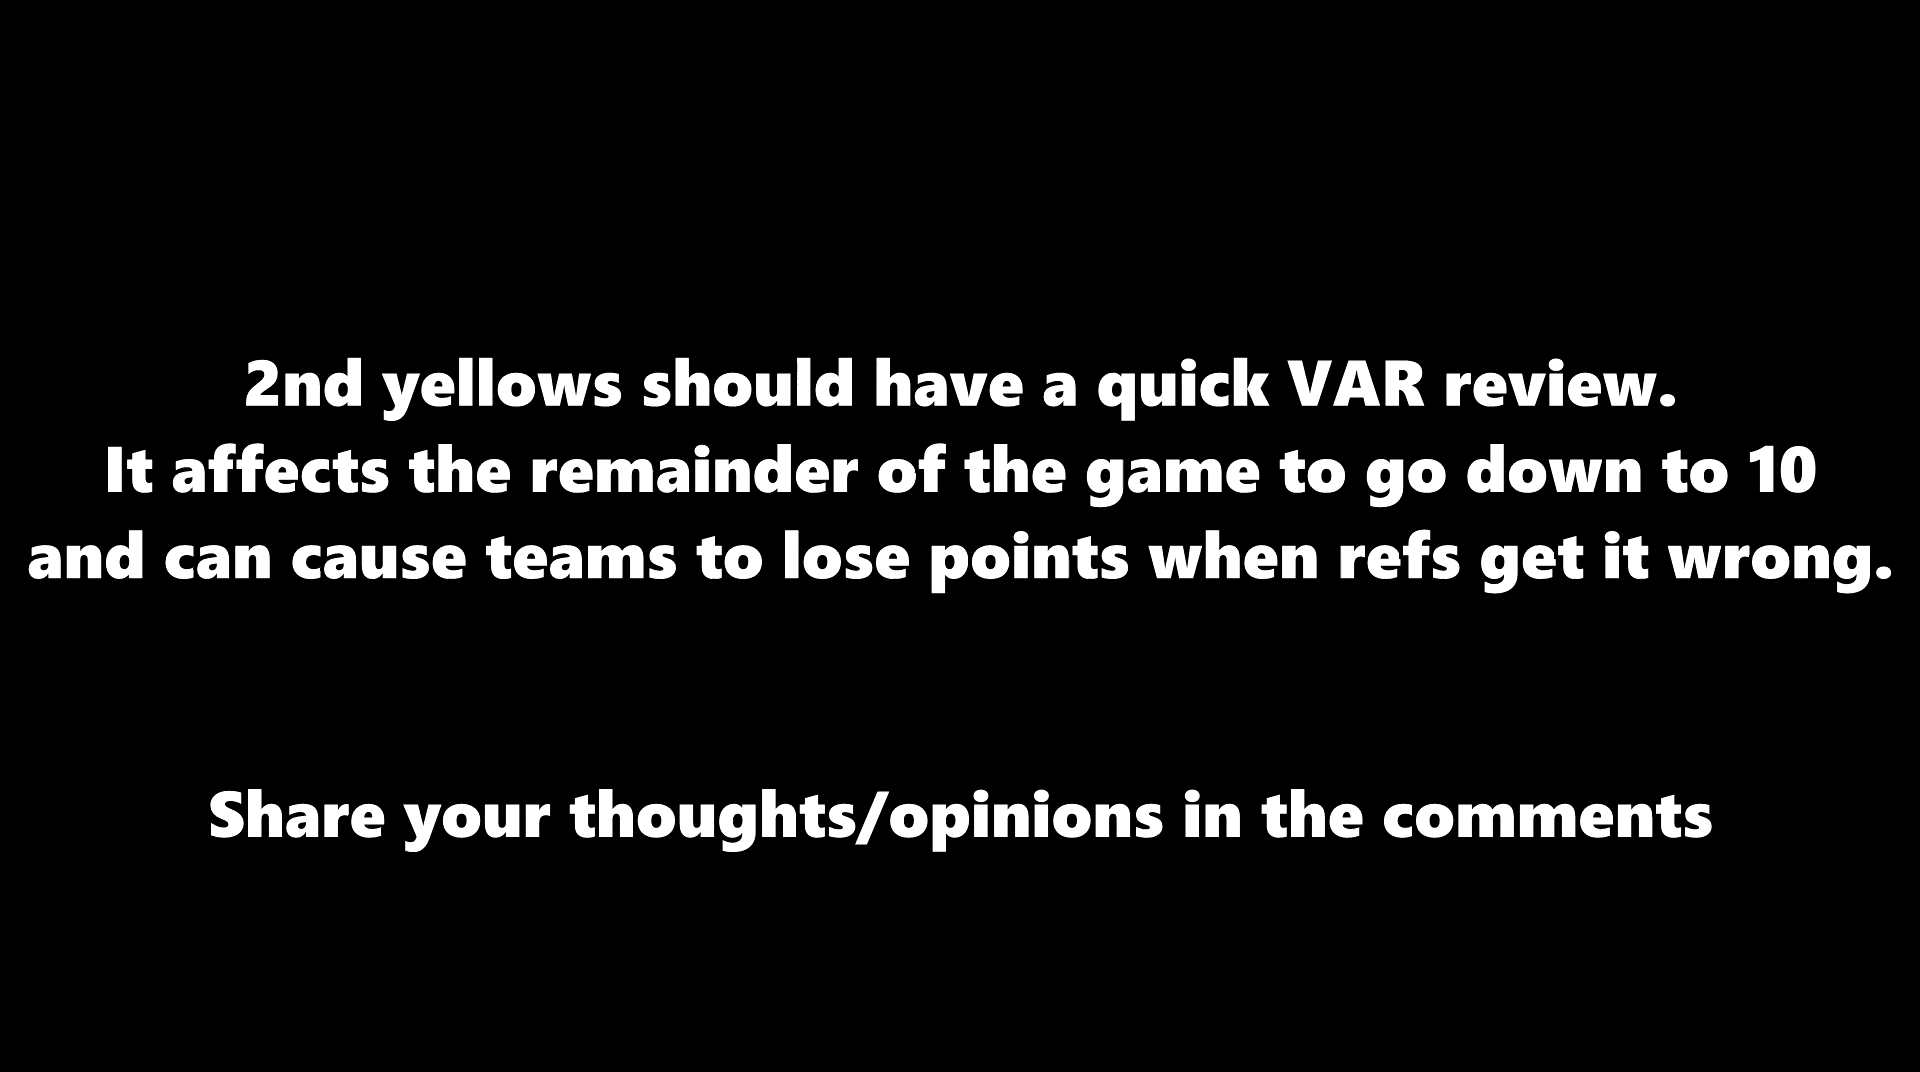 2nd yellows should have a quick VAR review.
It affects the remainder of the game to go down to 10
and can cause teams to lose points when refs get it wrong.
Share your thoughts/opinions in the comments